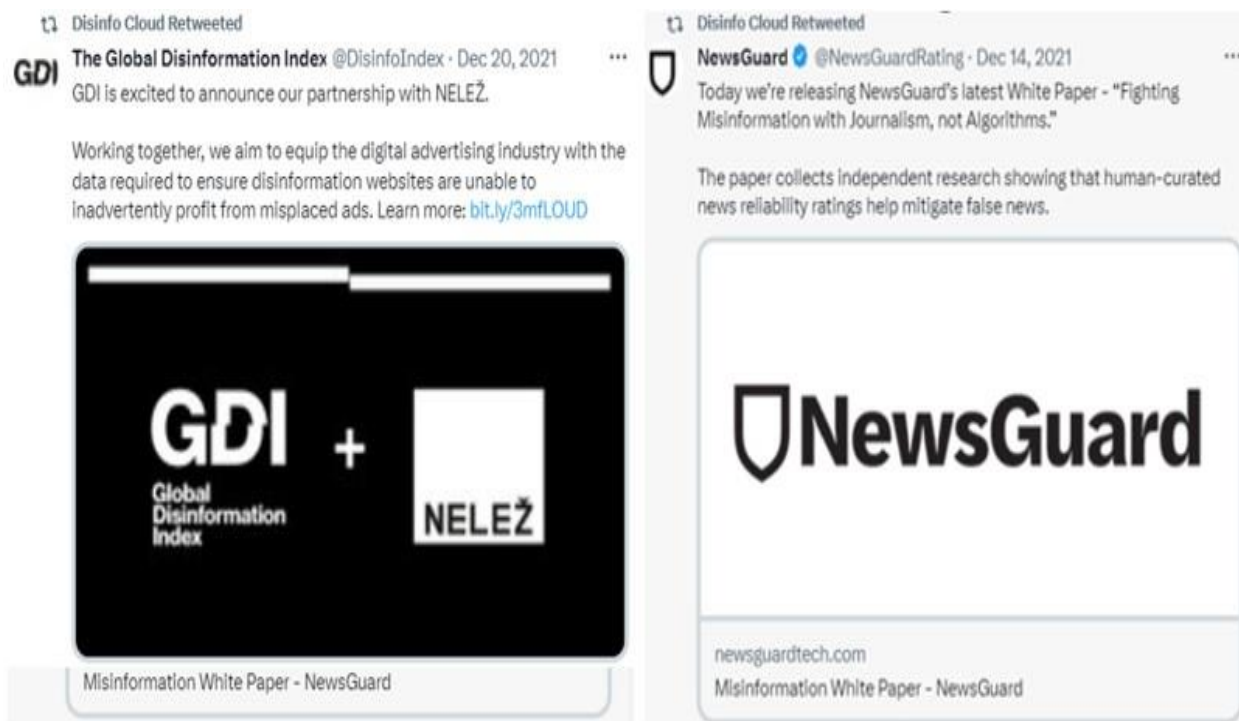 Disinfo Cloud Retweeted
The Global Disinformation Index @DisinfoIndex · Dec 20, 2021
GDI
GDI is excited to announce our partnership with NELEŽ.
Working together, we aim to equip the digital advertising industry with the
data required to ensure disinformation websites are unable to
inadvertently profit from misplaced ads. Learn more: bit.ly/3mfLOUD
GDI
+
Global
Disinformation
Index
NELEŽ
Misinformation White Paper - NewsGuard
Disinfo Cloud Retweeted
NewsGuard @NewsGuardRating · Dec 14, 2021
Today we're releasing NewsGuard's latest White Paper - “Fighting
Misinformation with Journalism, not Algorithms.”
The paper collects independent research showing that human-curated
news reliability ratings help mitigate false news.
NewsGuard
newsguardtech.com
Misinformation White Paper - NewsGuard